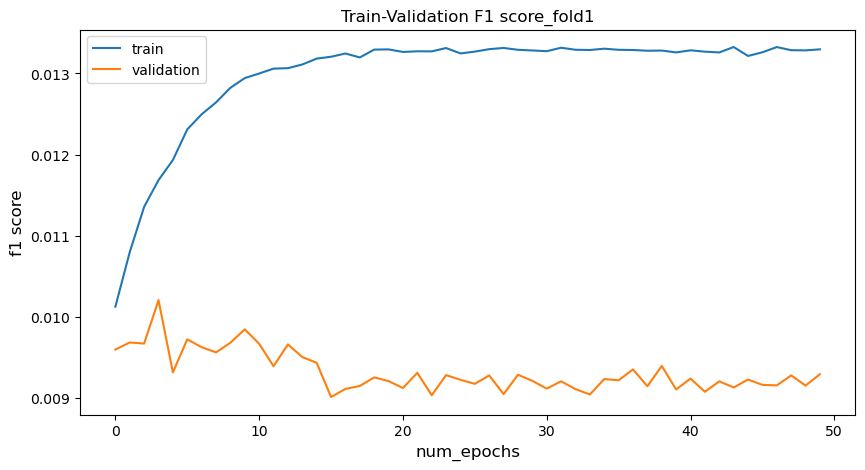 Train-Validation F1 score_fold1
train
validation
f1 score
0.013
0.012
0.011
0.010
0.009
0 10 20 30 40 50
num_epochs